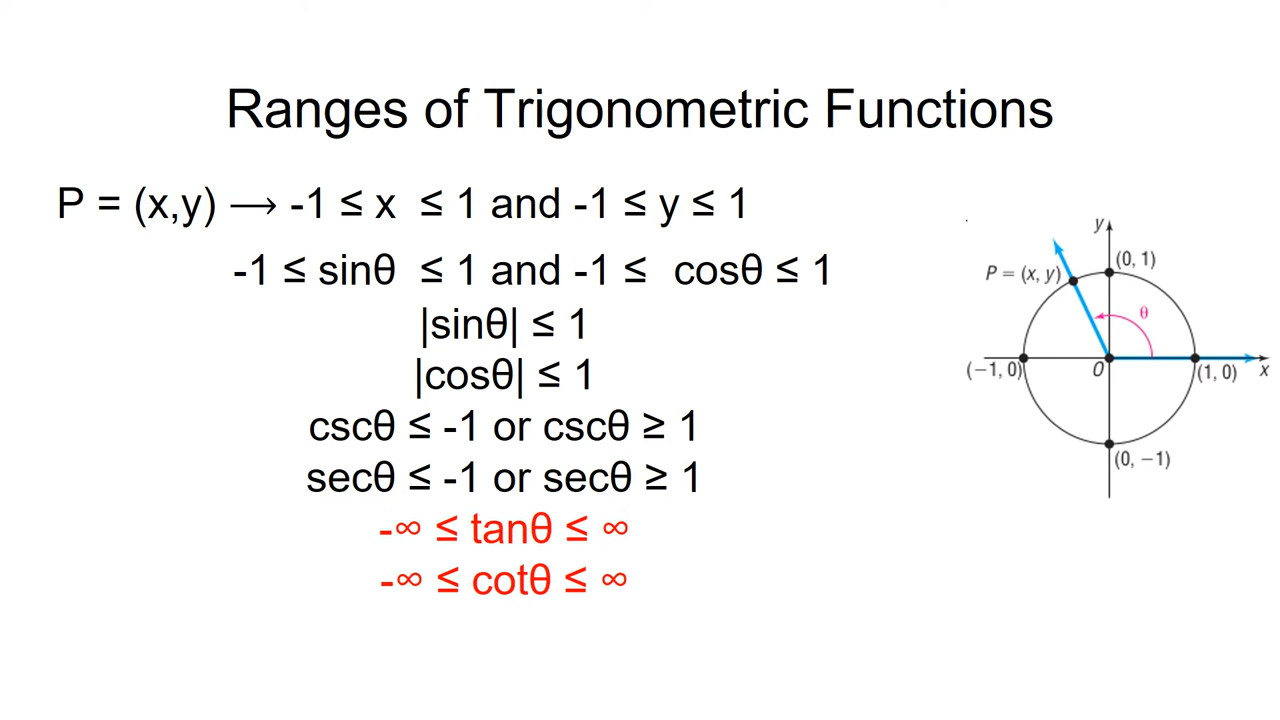 Ranges of Trigonometric Functions
P = (x,y) → -1 ≤ x ≤ 1 and -1 ≤ y ≤ 1
-1 ≤ sinθ ≤ 1 and -1 ≤ cosθ ≤ 1
|sinθ| ≤ 1
|cosθ| ≤ 1
cscθ ≤ -1 or cscθ ≥ 1
secθ ≤ -1 or secθ ≥ 1
-∞ ≤ tanθ ≤ ∞
-∞ ≤ cotθ ≤ ∞
y
(0, 1)
P = (x, y)
θ
(−1, 0)
O
(1, 0)
x
(0, −1)